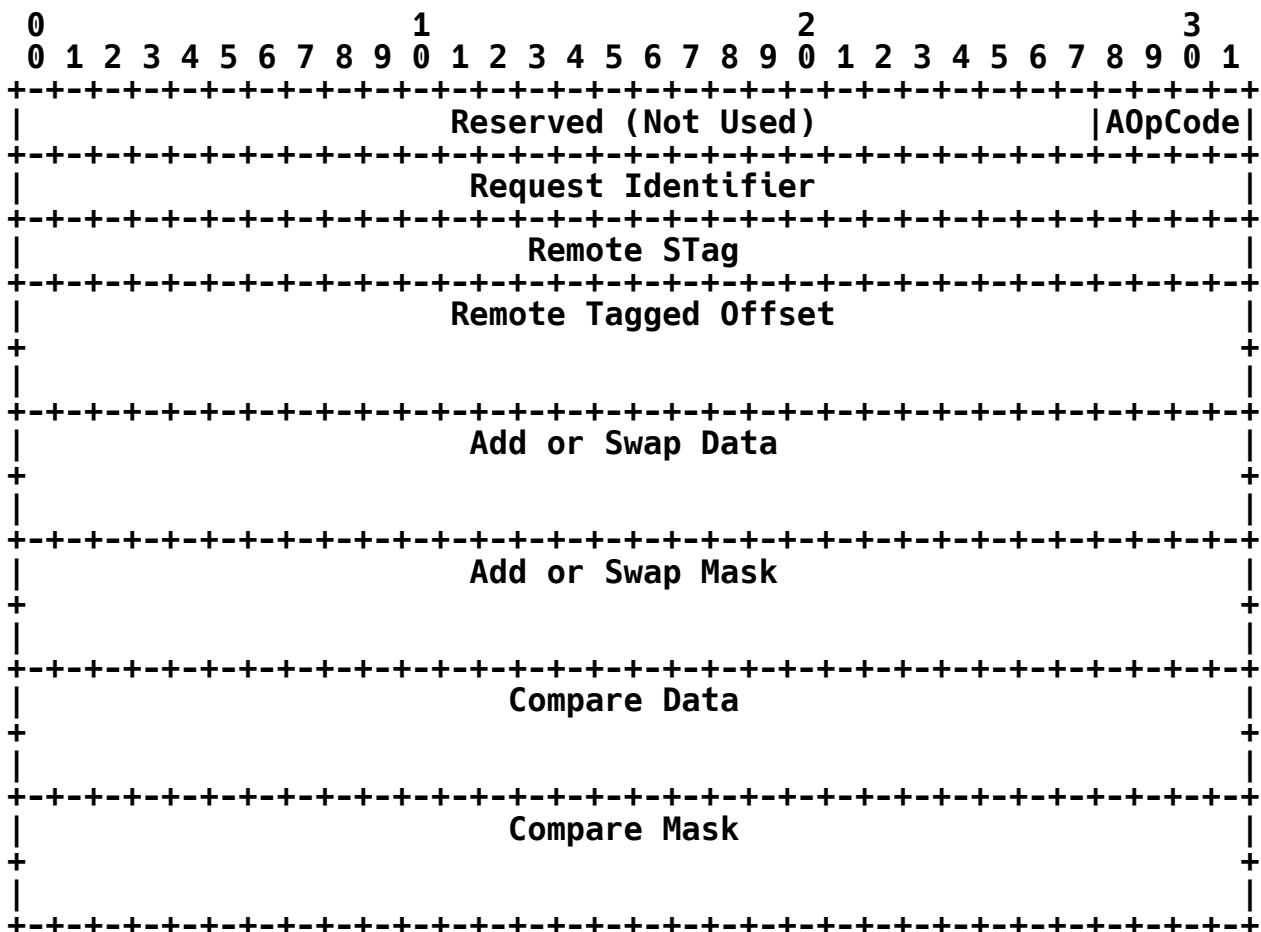 0                   1                   2                   3
 0 1 2 3 4 5 6 7 8 9 0 1 2 3 4 5 6 7 8 9 0 1 2 3 4 5 6 7 8 9 0 1
+-+-+-+-+-+-+-+-+-+-+-+-+-+-+-+-+-+-+-+-+-+-+-+-+-+-+-+-+-+-+-+-+
|                      Reserved (Not Used)              |AOpCode|
+-+-+-+-+-+-+-+-+-+-+-+-+-+-+-+-+-+-+-+-+-+-+-+-+-+-+-+-+-+-+-+-+
|                       Request Identifier                      |
+-+-+-+-+-+-+-+-+-+-+-+-+-+-+-+-+-+-+-+-+-+-+-+-+-+-+-+-+-+-+-+-+
|                          Remote STag                          |
+-+-+-+-+-+-+-+-+-+-+-+-+-+-+-+-+-+-+-+-+-+-+-+-+-+-+-+-+-+-+-+-+
|                      Remote Tagged Offset                     |
+                                                               +
|                                                               |
+-+-+-+-+-+-+-+-+-+-+-+-+-+-+-+-+-+-+-+-+-+-+-+-+-+-+-+-+-+-+-+-+
|                       Add or Swap Data                        |
+                                                               +
|                                                               |
+-+-+-+-+-+-+-+-+-+-+-+-+-+-+-+-+-+-+-+-+-+-+-+-+-+-+-+-+-+-+-+-+
|                       Add or Swap Mask                        |
+                                                               +
|                                                               |
+-+-+-+-+-+-+-+-+-+-+-+-+-+-+-+-+-+-+-+-+-+-+-+-+-+-+-+-+-+-+-+-+
|                         Compare Data                          |
+                                                               +
|                                                               |
+-+-+-+-+-+-+-+-+-+-+-+-+-+-+-+-+-+-+-+-+-+-+-+-+-+-+-+-+-+-+-+-+
|                         Compare Mask                          |
+                                                               +
|                                                               |
+-+-+-+-+-+-+-+-+-+-+-+-+-+-+-+-+-+-+-+-+-+-+-+-+-+-+-+-+-+-+-+-+